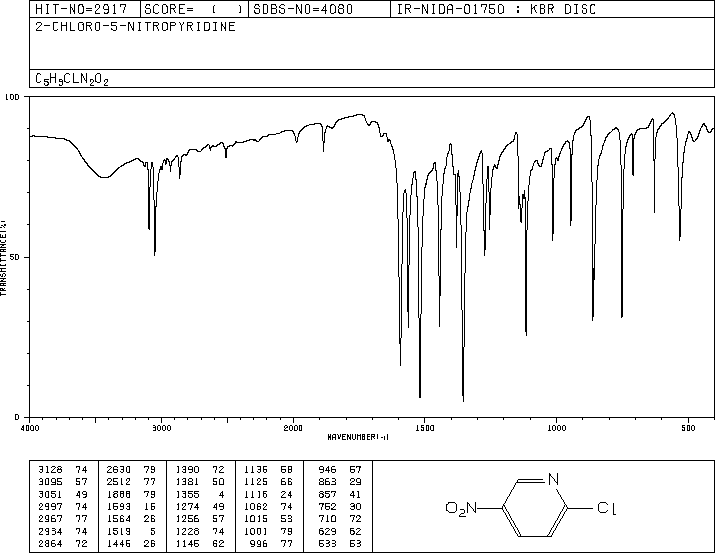 HIT-NO=2917 SCORE= ( ) SDBS-NO=4080 IR-NIDA-01750 : KBR DISC
2-CHLORO-5-NITROPYRIDINE
C5H3CLN2O2
100
TRANSMITTANCE(%)
50
0
4000 3000 2000 1500 1000 500
WAVENUMBER(-1)
3128 74 2630 79 1390 72 1136 58 946 57
3095 57 2512 77 1381 50 1125 66 863 29
3051 49 1888 79 1355 4 1116 24 857 41
2997 74 1593 16 1274 49 1062 74 752 30
2967 77 1564 26 1256 57 1015 53 710 72
2934 74 1519 5 1228 74 1001 79 629 62
2864 72 1446 26 1145 62 996 77 533 53
N
O2N
Cl